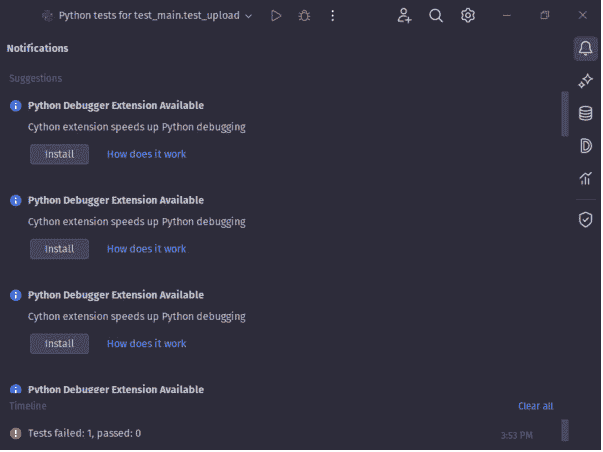 Python tests for test_main.test_upload
Notifications
Suggestions
Python Debugger Extension Available
Cython extension speeds up Python debugging
Install How does it work
Python Debugger Extension Available
Cython extension speeds up Python debugging
Install How does it work
Python Debugger Extension Available
Cython extension speeds up Python debugging
Install How does it work
Python Debugger Extension Available
Timeline Clear all
Tests failed: 1, passed: 0 3:53 PM